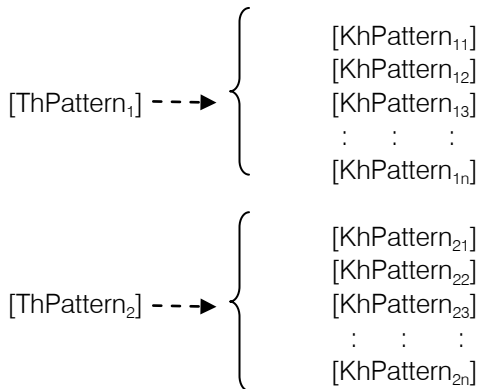 [KhPattern₁₁]
[KhPattern₁₂]
[ThPattern₁] [KhPattern₁₃]
: : :
[KhPattern₁ₙ]
[KhPattern₂₁]
[KhPattern₂₂]
[ThPattern₂] [KhPattern₂₃]
: : :
[KhPattern₂ₙ]